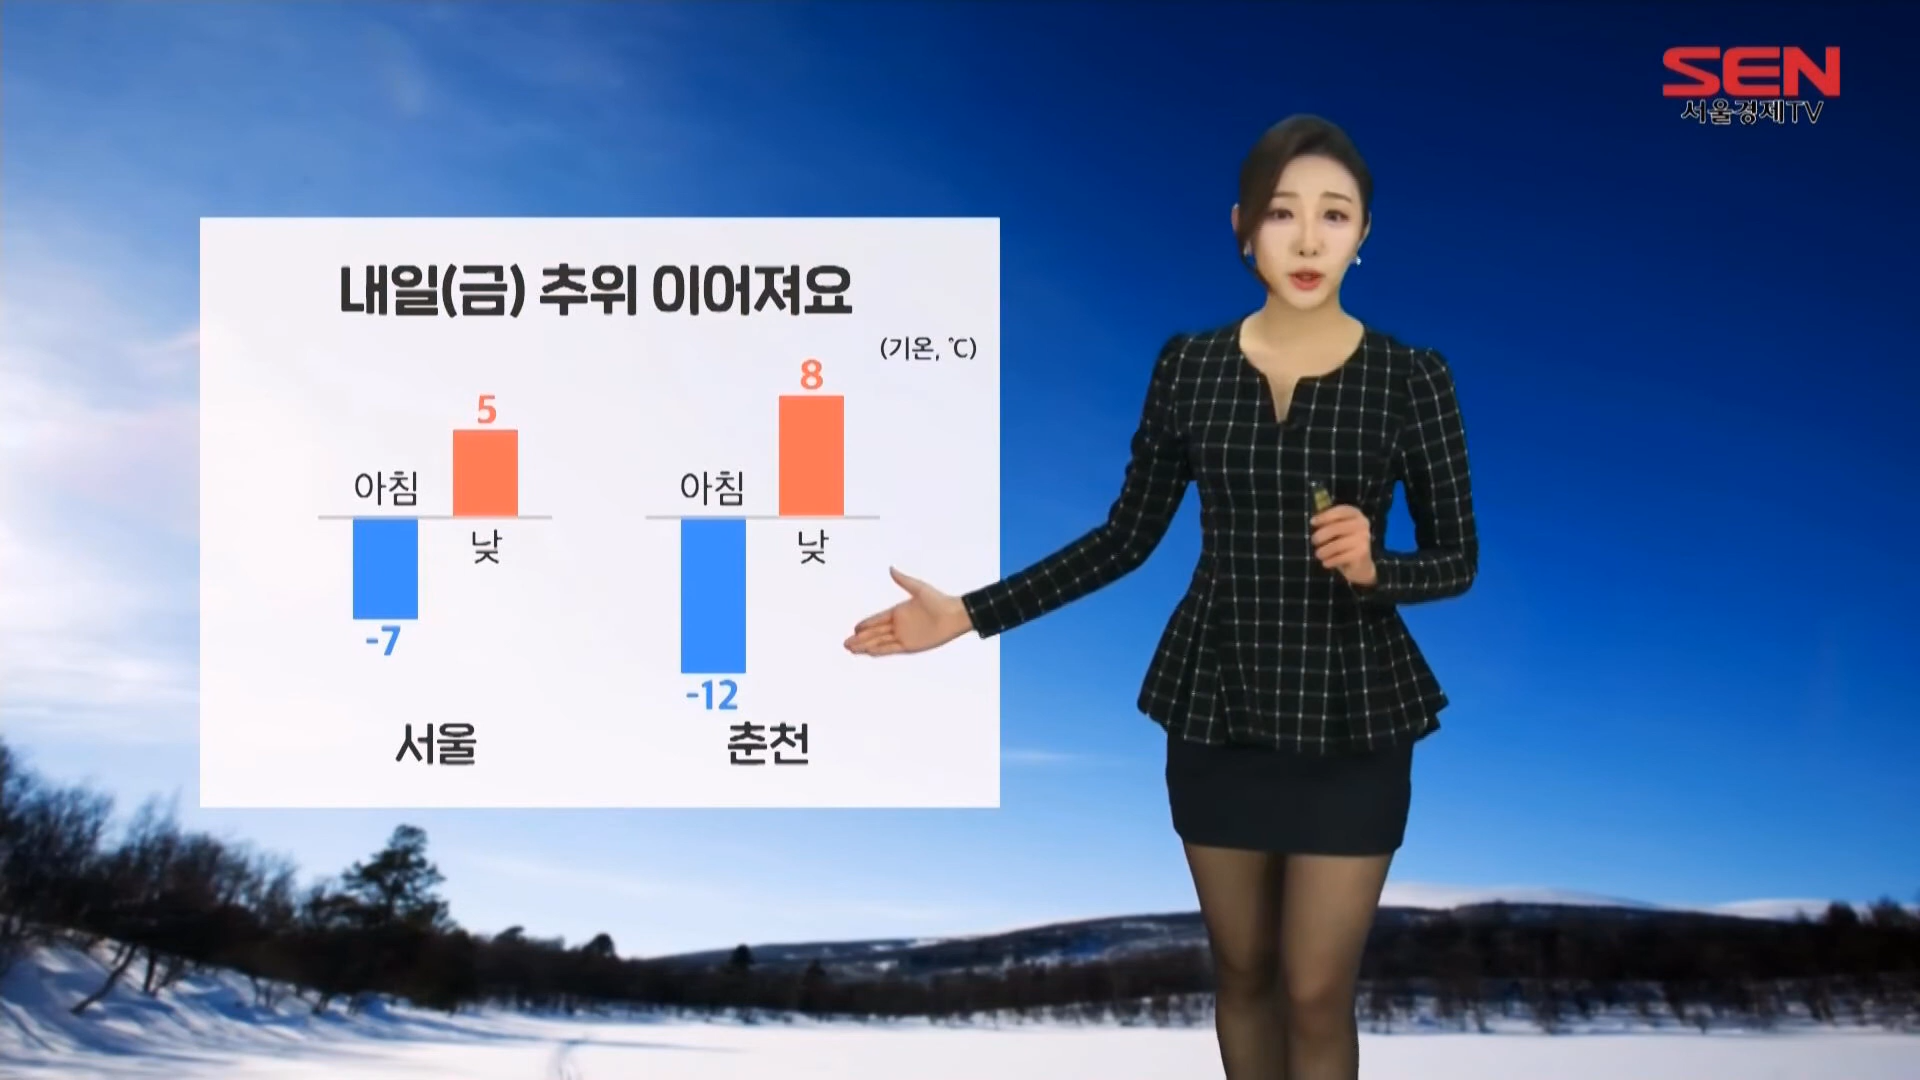 SEN
서울경제TV
내일(금) 추위 이어져요
(기온, ℃)
5
8
아침
아침
낮
낮
-7
-12
서울
춘천